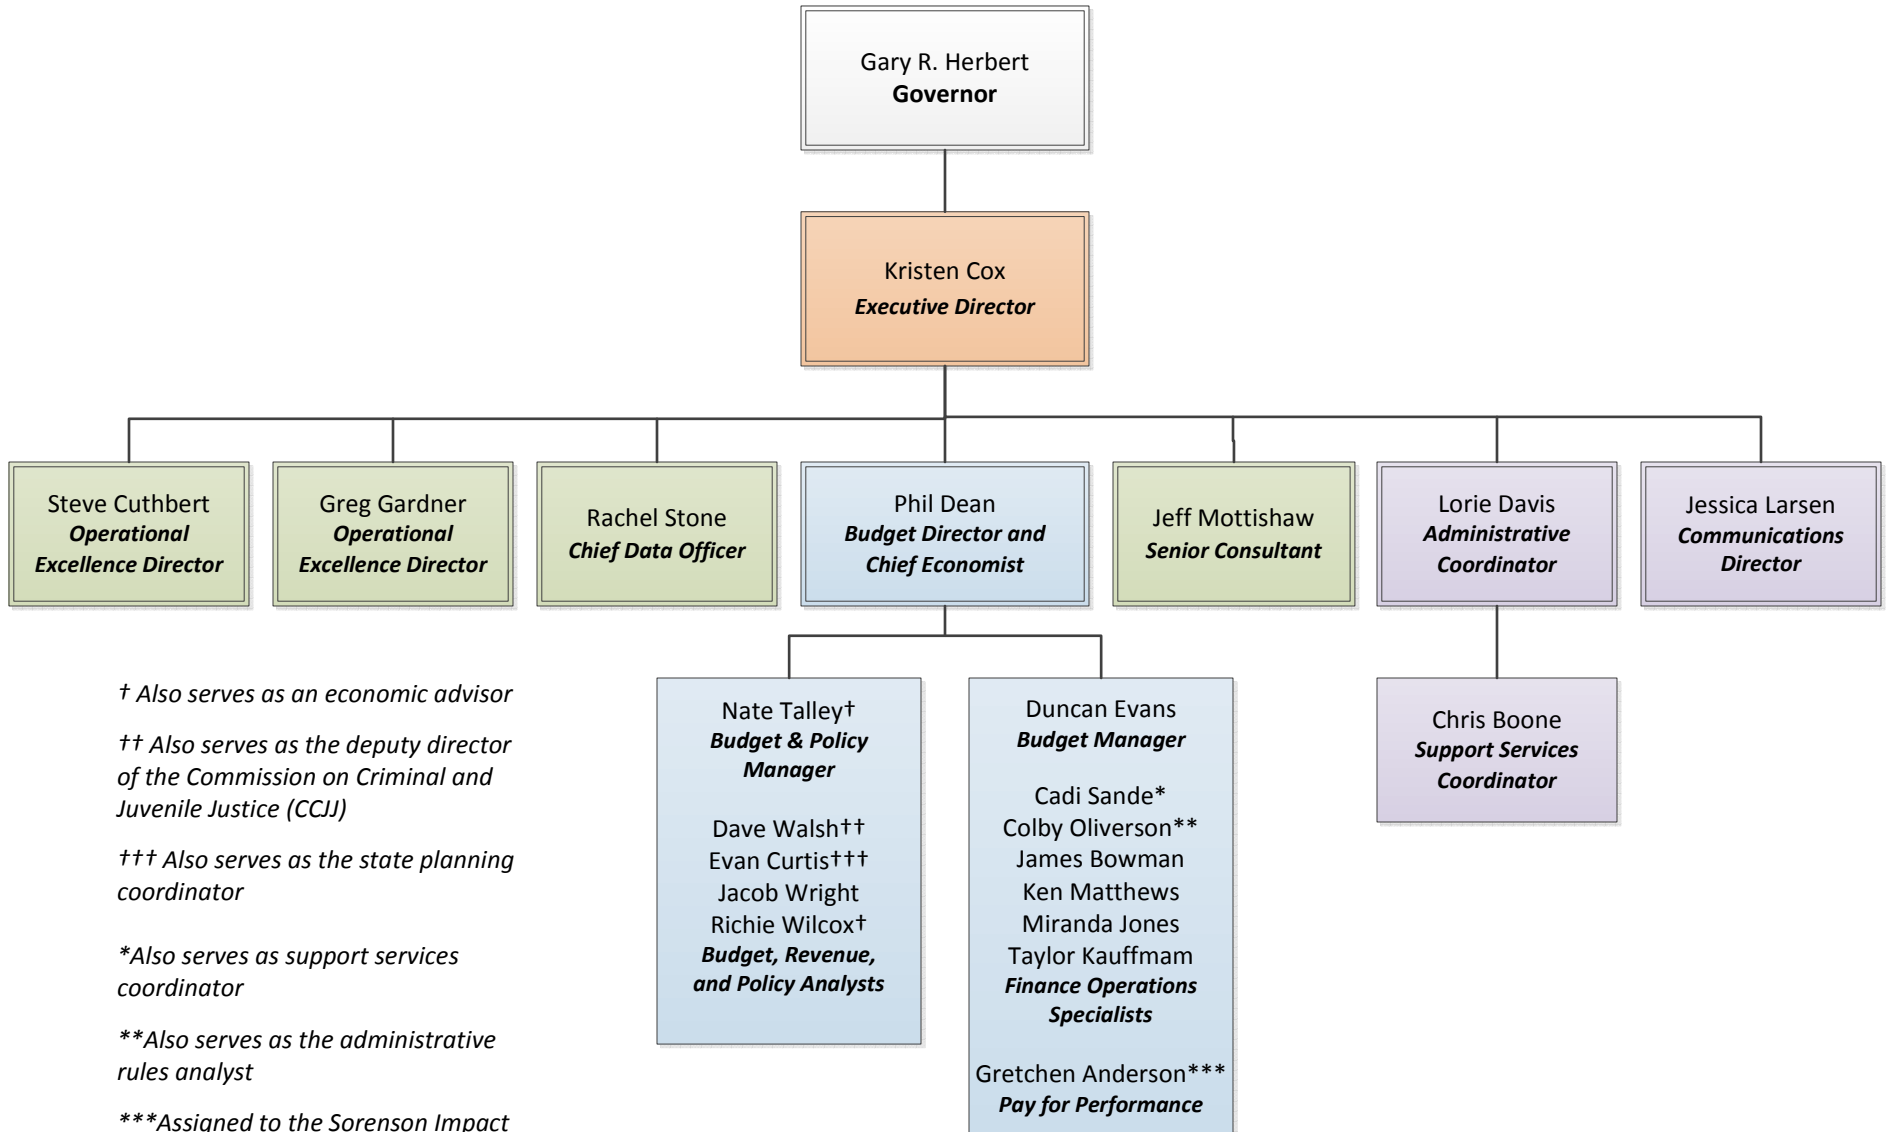 Gary R. Herbert
Governor
Kristen Cox
Executive Director
Steve Cuthbert
Operational
Excellence Director
Greg Gardner
Operational
Excellence Director
Rachel Stone
Chief Data Officer
Phil Dean
Budget Director and
Chief Economist
Jeff Mottishaw
Senior Consultant
Lorie Davis
Administrative
Coordinator
Jessica Larsen
Communications
Director
† Also serves as an economic advisor
†† Also serves as the deputy director
of the Commission on Criminal and
Juvenile Justice (CCJJ)
††† Also serves as the state planning
coordinator
*Also serves as support services
coordinator
**Also serves as the administrative
rules analyst
***Assigned to the Sorenson Impact
Nate Talley†
Budget & Policy
Manager
Dave Walsh††
Evan Curtis†††
Jacob Wright
Richie Wilcox†
Budget, Revenue,
and Policy Analysts
Duncan Evans
Budget Manager
Cadi Sande*
Colby Oliverson**
James Bowman
Ken Matthews
Miranda Jones
Taylor Kauffmam
Finance Operations
Specialists
Gretchen Anderson***
Pay for Performance
Chris Boone
Support Services
Coordinator